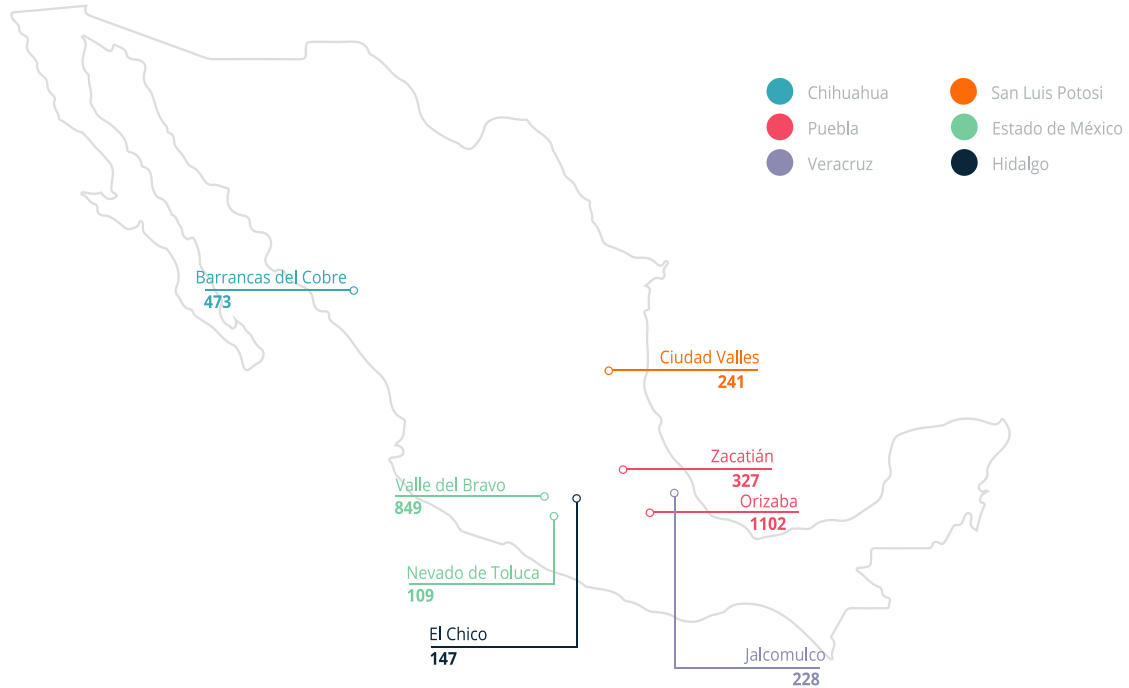 Chihuahua
San Luis Potosi
Puebla
Estado de México
Veracruz
Hidalgo
Barrancas del Cobre
473
Ciudad Valles
241
Zacatián
327
Valle del Bravo
849
Orizaba
1102
Nevado de Toluca
109
El Chico
147
Jalcomulco
228